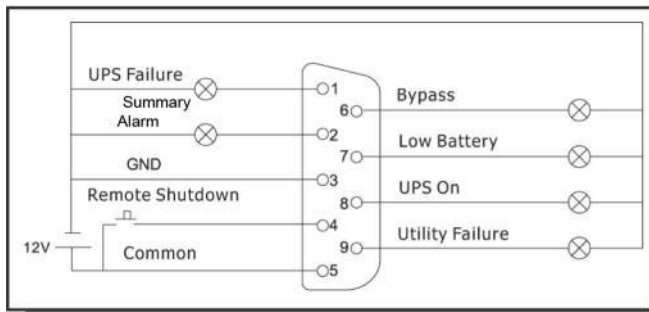 UPS Failure
1
Summary
Alarm
2
GND
3
Remote Shutdown
4
12V
Common
5
6
Bypass
7
Low Battery
8
UPS On
9
Utility Failure